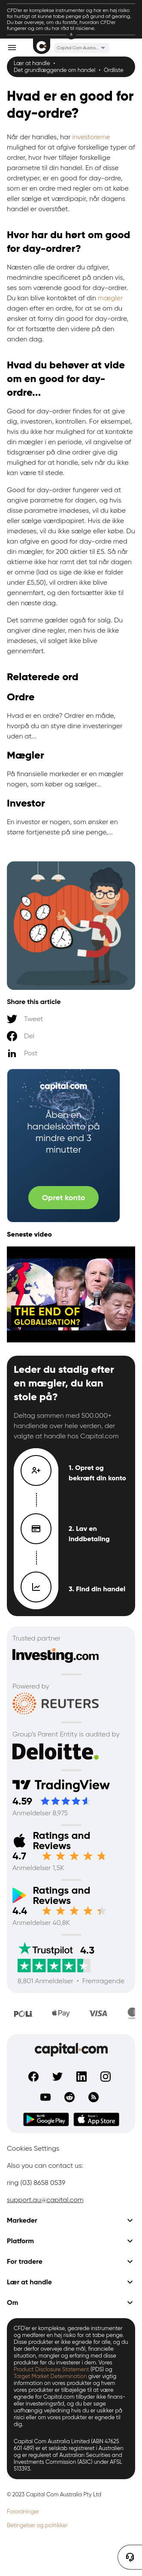 CFD'er er komplekse instrumenter og har en høj risiko for hurtigt at kunne tabe penge på grund af gearing. Du bør overveje, om du forstår, hvordan CFD'er fungerer og om du har råd til risiciene.
Capital Com Austra...
Lær at handle •
Det grundlæggende om handel • Ordliste
Hvad er en good for
day-ordre?
Når der handles, har investorerne
mulighed for at afgive forskellige typer af
ordrer, hvor hver tilføjer forskellige
parametre til handlen. En af disse
ordretyper, er en good for day-ordre,
som er en ordre der kun er gyldig på
selve handelsdagen, når dagens handel
er ovre er handel er overstået.
Hvor har du hørt om good
for day-ordrer?
Næsten alle de ordrer du afgiver,
medmindre specificeret på anden vis,
som værende good for day-ordrer.
Du kan blive kontaktet af din mægler
efter dagen er ovre, for at se om du
ønsker at forny din good for day-ordre,
for at fortsætte den videre på den
anden dag.
Hvad du behøver at vide
om en good for day-
ordre...
Good for day-ordrer findes for at give
dig, investoren, kontrol. For eksempel,
hvis du ikke har mulighed for at kontakte
din mægler i en periode, vil angivelse af
tidsgrænser på ordren give dig
mulighed for at handle, selv når du ikke
kan være til stede.
Good for day-ordrer fungerer ved at
angive parametre for dagen, og hvis
disse parametre imødeses, vil du købe
eller sælge værdipapiret. Hvis de ikke
imødeses, vil du ikke sælge eller købe. Du
kan afgive en good for day-ordre med
din mægler, for 200 aktier til £5. Så når
aktierne ikke har ramt det tal når dagen
er omme (for eksempel, hvis de er faldet
under £5,50), vil ordren ikke blive
gennemført, og den fortsætter ikke til
den næste dag.
Det samme gælder også for salg. Du
angiver de regler, men hvis de ikke
imødeses, vil salget ikke blive
gennemført.
Relaterede ord
Ordre
Hvad er en ordre? Ordrer er en måde,
hvorpå du an styre dine investeringer
uden at...
Mægler
På finansielle markeder er en mægler
nogen, som køber og sælger...
Investor
En investor er nogen, som ønsker en
større fortjeneste på sine penge,...
Share this article
Tweet
Del
Post
capital.com
Åben en
handelskonto på
mindre end 3
minutter
Opret konto
Seneste video
THE END OF
GLOBALISATION?
Leder du stadig efter
en mægler, du kan
stole på?
Deltag sammen med 500.000+
handlende over hele verden, der
valgte at handle hos Capital.com
1. Opret og
bekræft din konto
2. Lav en
inddbetaling
3. Find din handel
Trusted partner
Investing.com
Powered by
REUTERS
Group's Parent Entity is audited by
Deloitte.
TradingView
4.59
Anmeldelser 8,975
Ratings and
Reviews
4.7
Anmeldelser 1,5K
Ratings and
Reviews
4.4
Anmeldelser 40,8K
Trustpilot 4.3
8,801 Anmeldelser • Fremragende
POLi
Pay
VISA
capital.com
GET IT ON
Google Play
Download on the
App Store
Cookies Settings
Also you can contact us:
ring (03) 8658 0539
support.au@capital.com
Markeder
Platform
For tradere
Lær at handle
Om
CFD'er er komplekse, gearede instrumenter
og medfører en høj risiko for at tabe penge.
Disse produkter er ikke egnede for alle, og du
bør derfor overveje dine mål, finansielle
situation, mangler og erfaring med disse
produkter før du investerer i dem. Vores
Product Disclosure Statement (PDS) og
Target Market Determination giver vigtig
information om vores produkter og hvem
vores produkter er tilbøjelige til at være
egnede for. Capital.com tilbyder ikke finans-
eller investeringsråd, og du bør søge
uafhængig vejledning hvis du er usikker på
risici eller om vores produkter er egnede til
dig.
Capital Com Australia Limited (ABN 47625
601 489) er et selskab registreret i Australien
og er reguleret af Australian Securities and
Investments Commission (ASIC) under AFSL
513393.
© 2023 Capital Com Australia Pty Ltd
Forordninger
Betingelser og politikker